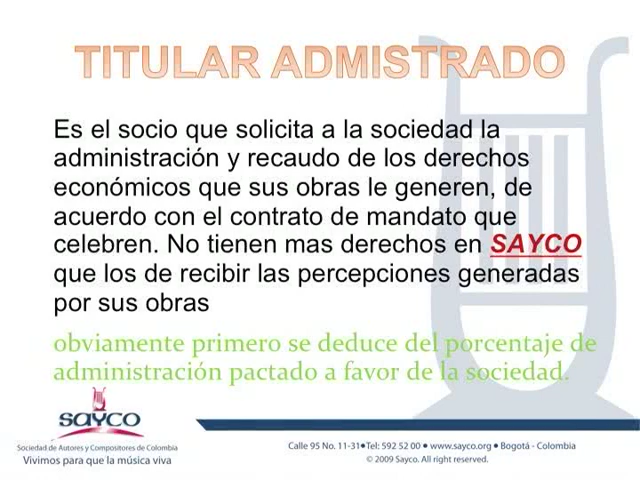 TITULAR ADMISTRADO
Es el socio que solicita a la sociedad la
administración y recaudo de los derechos
económicos que sus obras le generen, de
acuerdo con el contrato de mandato que
celebren. No tienen mas derechos en SAYCO
que los de recibir las percepciones generadas
por sus obras
obviamente primero se deduce del porcentaje de
administración pactado a favor de la sociedad.
sayco
Sociedad de Autores y Compositores de Colombia
Vivimos para que la música viva
Calle 95 No. 11-31●Tel: 592 52 00 ● www.sayco.org ● Bogotá - Colombia
© 2009 Sayco. All right reserved.